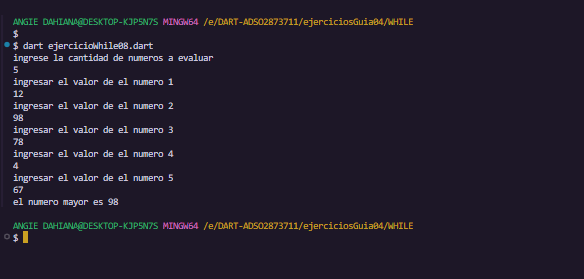 ANGIE DAHIANA@DESKTOP-KJP5N7S MINGW64 /e/DART-ADSO2873711/ejerciciosGuia04/WHILE
$
$ dart ejercicioWhile08.dart
ingrese la cantidad de numeros a evaluar
5
ingresar el valor de el numero 1
12
ingresar el valor de el numero 2
98
ingresar el valor de el numero 3
78
ingresar el valor de el numero 4
4
ingresar el valor de el numero 5
67
el numero mayor es 98
ANGIE DAHIANA@DESKTOP-KJP5N7S MINGW64 /e/DART-ADSO2873711/ejerciciosGuia04/WHILE
$